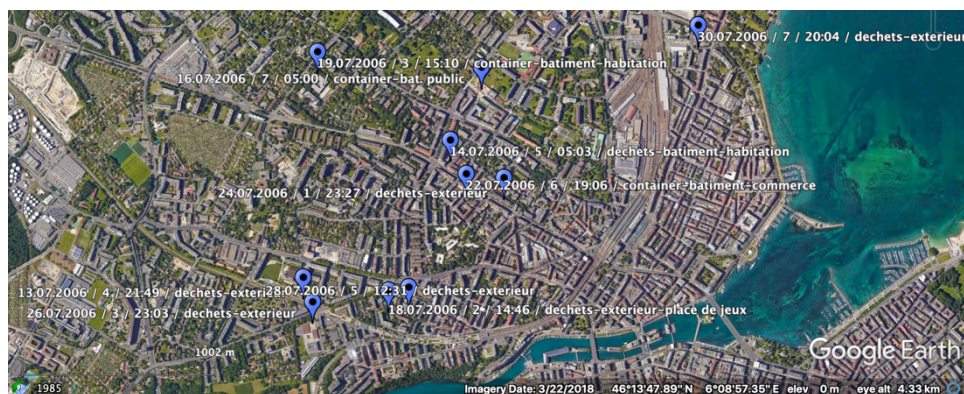 30.07.2006 / 7 / 20:04 / dechets-exterieur
19.07.2006 / 3 / 15:10 / container-batiment-habitation
16.07.2006 / 7 / 05:00 / container-bat. public
14.07.2006 / 5 / 05:03 / dechets-batiment-habitation
22.07.2006 / 6 / 19:06 / container-batiment-commerce
24.07.2006 / 1 / 23:27 / dechets-exterieur
28.07.2006 / 5 / 12:31 / dechets-exterieur
13.07.2006 / 4 / 21:49 / dechets-exterieur
18.07.2006 / 2 / 14:46 / dechets-exterieur-place de jeux
26.07.2006 / 3 / 23:03 / dechets-exterieur
1002 m
Google Earth
1985
Imagery Date: 3/22/2018 46°13'47.89" N 6°08'57.35" E elev 0 m eye alt 4.33 km